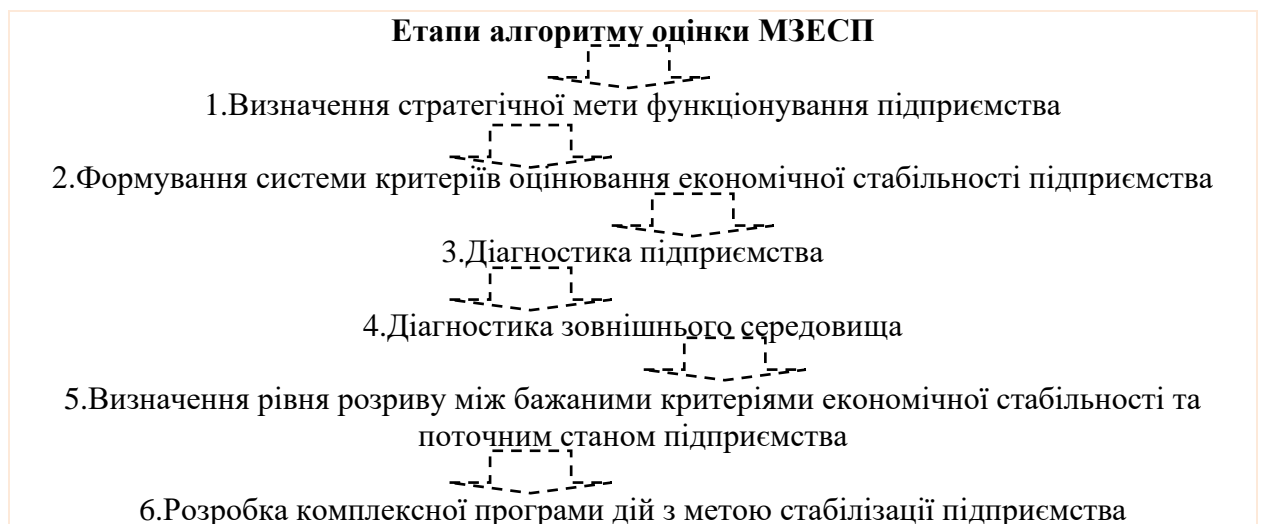 Етапи алгоритму оцінки МЗЕСП
1.Визначення стратегічної мети функціонування підприємства
2.Формування системи критеріїв оцінювання економічної стабільності підприємства
3.Діагностика підприємства
4.Діагностика зовнішнього середовища
5.Визначення рівня розриву між бажаними критеріями економічної стабільності та
поточним станом підприємства
6.Розробка комплексної програми дій з метою стабілізації підприємства